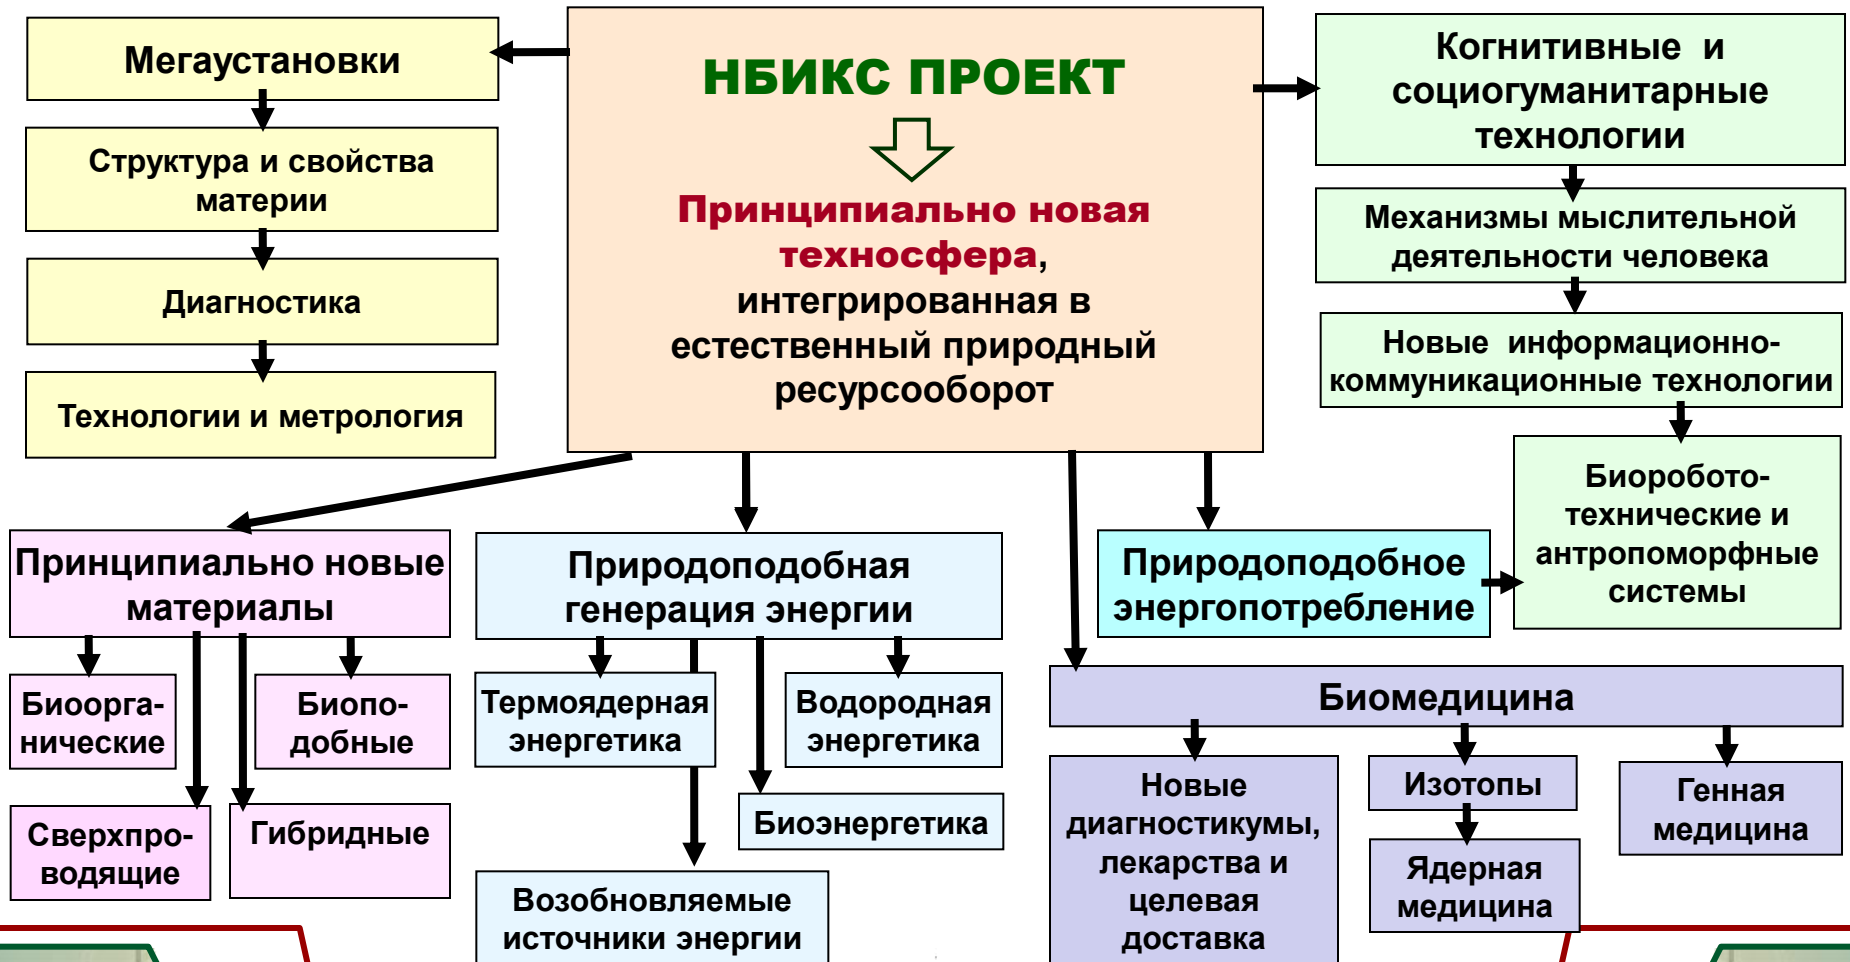 НБИКС ПРОЕКТ
Принципиально новая
техносфера,
интегрированная в
естественный природный
ресурсооборот
Мегаустановки
Структура и свойства
материи
Диагностика
Технологии и метрология
Когнитивные и
социогуманитарные
технологии
Механизмы мыслительной
деятельности человека
Новые информационно-
коммуникационные технологии
Биоробото-
технические и
антропоморфные
системы
Принципиально новые
материалы
Биоорга-
нические
Биопо-
добные
Сверхпро-
водящие
Гибридные
Природоподобная
генерация энергии
Термоядерная
энергетика
Водородная
энергетика
Биоэнергетика
Возобновляемые
источники энергии
Природоподобное
энергопотребление
Биомедицина
Новые
диагностикумы,
лекарства и
целевая
доставка
Изотопы
Ядерная
медицина
Генная
медицина